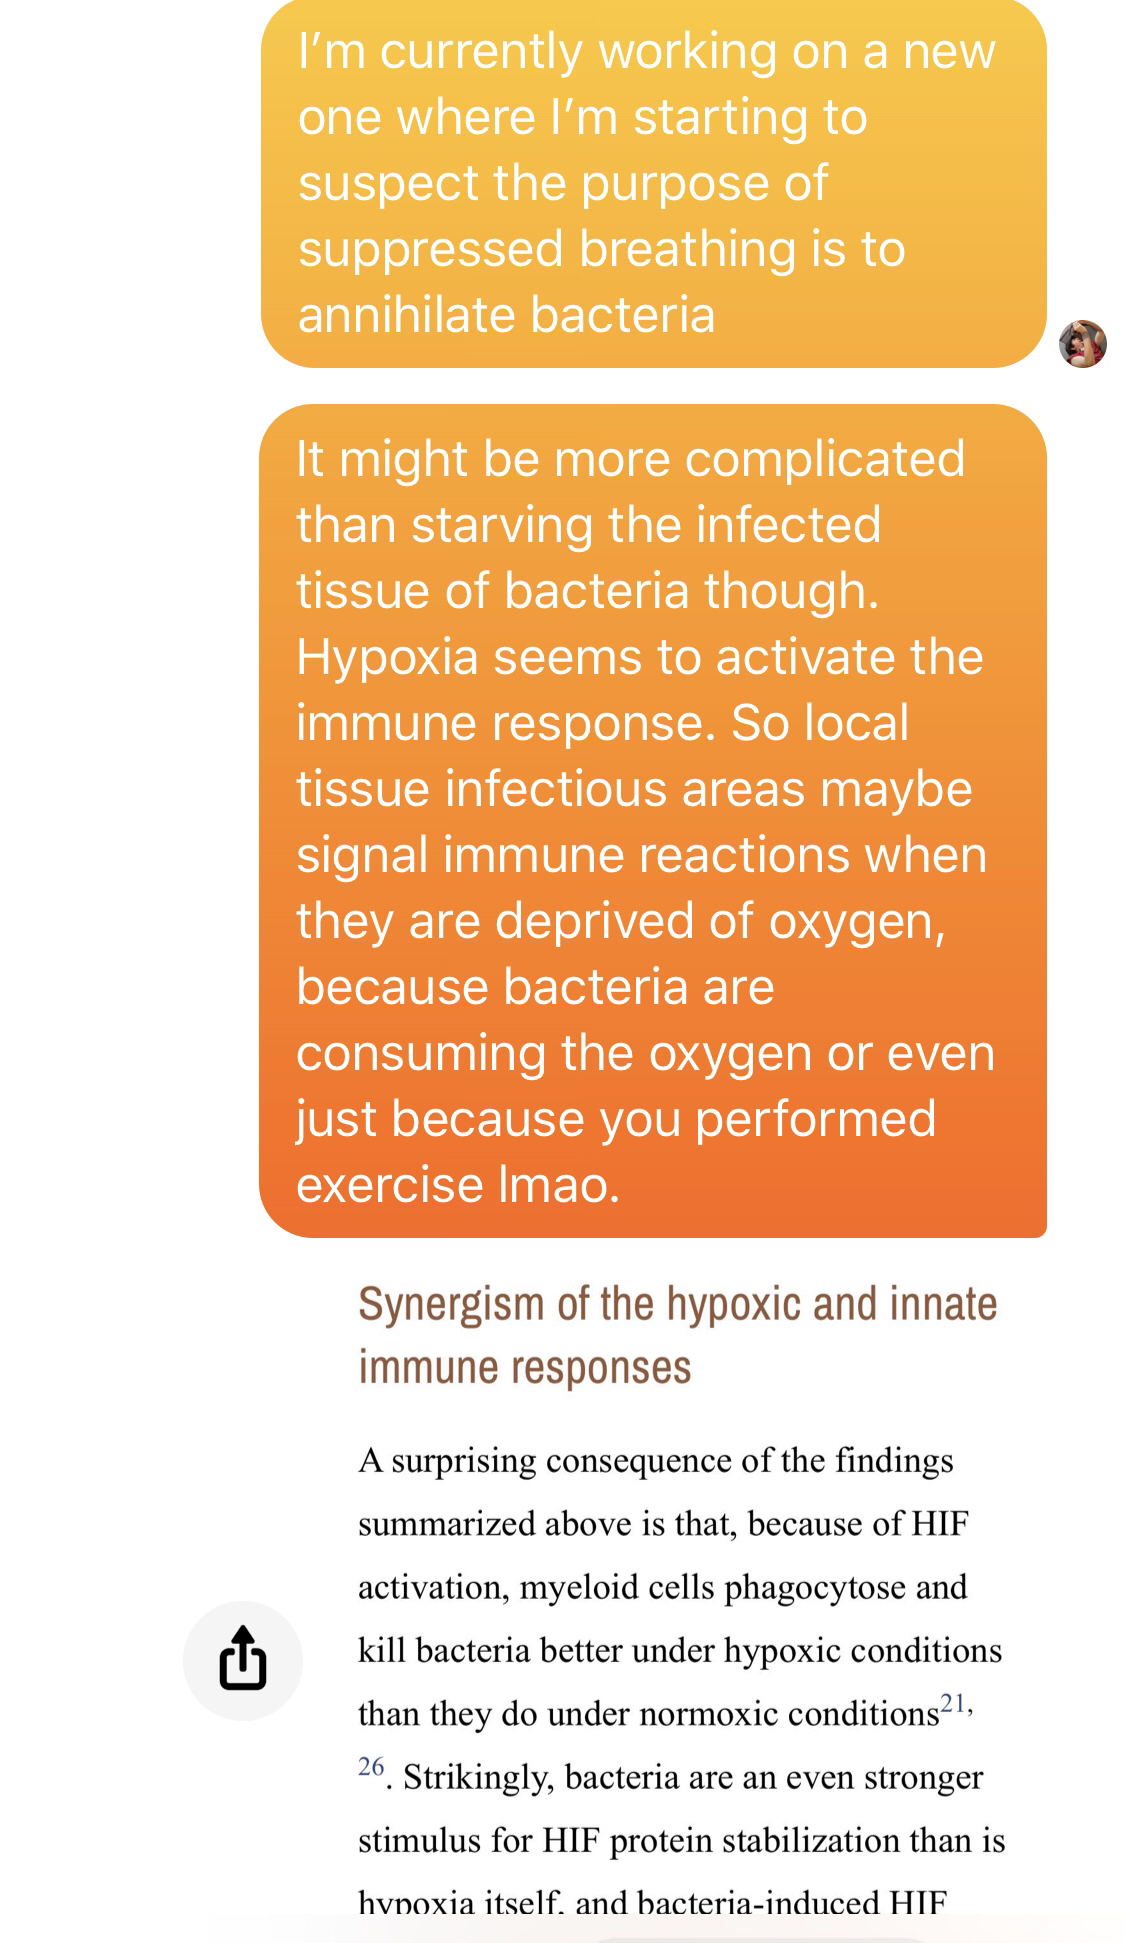 I’m currently working on a new
one where I’m starting to
suspect the purpose of
suppressed breathing is to
annihilate bacteria
It might be more complicated
than starving the infected
tissue of bacteria though.
Hypoxia seems to activate the
immune response. So local
tissue infectious areas maybe
signal immune reactions when
they are deprived of oxygen,
because bacteria are
consuming the oxygen or even
just because you performed
exercise lmao.
Synergism of the hypoxic and innate
immune responses
A surprising consequence of the findings
summarized above is that, because of HIF
activation, myeloid cells phagocytose and
kill bacteria better under hypoxic conditions
than they do under normoxic conditions21,
26. Strikingly, bacteria are an even stronger
stimulus for HIF protein stabilization than is
hypoxia itself, and bacteria-induced HIF